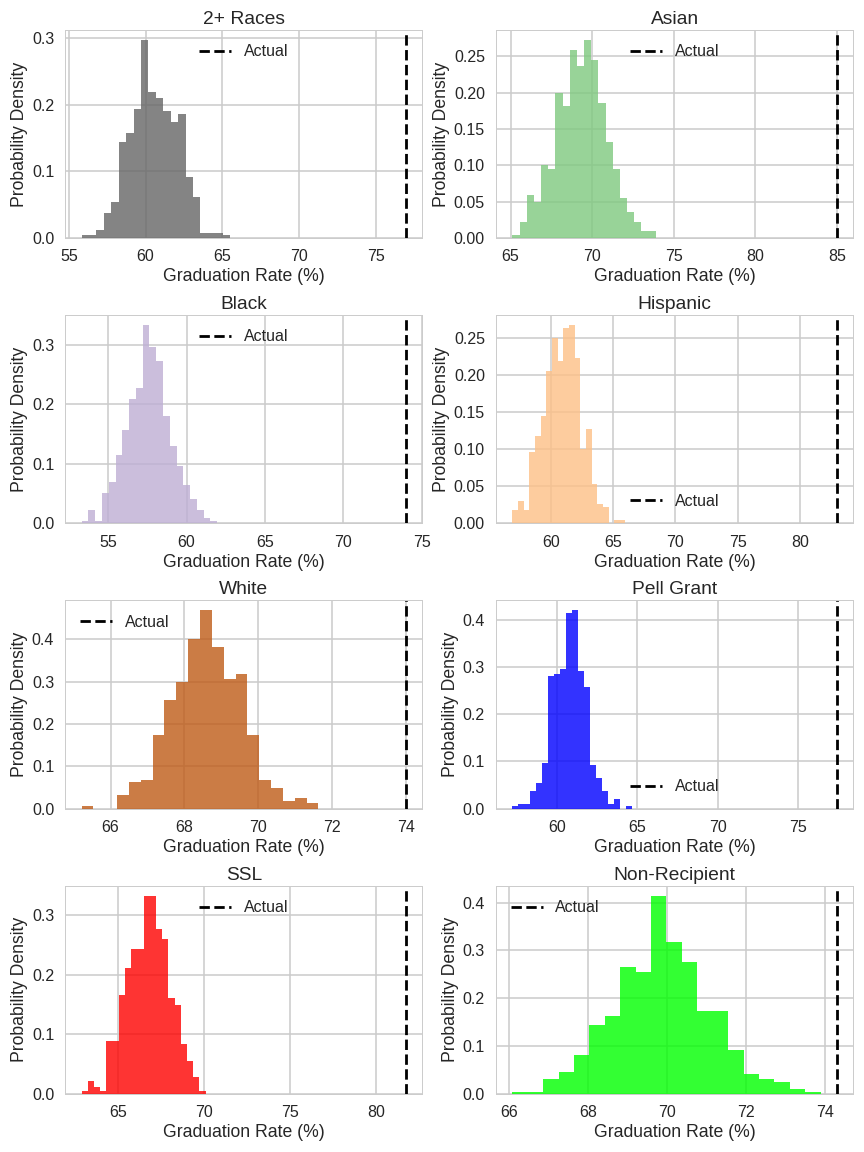 2+ Races
Probability Density
0.3
0.2
0.1
0.0
Actual
55 60 65 70 75
Graduation Rate (%)
Asian
Probability Density
0.25
0.20
0.15
0.10
0.05
0.00
Actual
65 70 75 80 85
Graduation Rate (%)
Black
Probability Density
0.3
0.2
0.1
0.0
Actual
55 60 65 70 75
Graduation Rate (%)
Hispanic
Probability Density
0.25
0.20
0.15
0.10
0.05
0.00
Actual
60 65 70 75 80
Graduation Rate (%)
White
Probability Density
0.4
0.3
0.2
0.1
0.0
Actual
66 68 70 72 74
Graduation Rate (%)
Pell Grant
Probability Density
0.4
0.3
0.2
0.1
0.0
Actual
60 65 70 75
Graduation Rate (%)
SSL
Probability Density
0.3
0.2
0.1
0.0
Actual
65 70 75 80
Graduation Rate (%)
Non-Recipient
Probability Density
0.4
0.3
0.2
0.1
0.0
Actual
66 68 70 72 74
Graduation Rate (%)